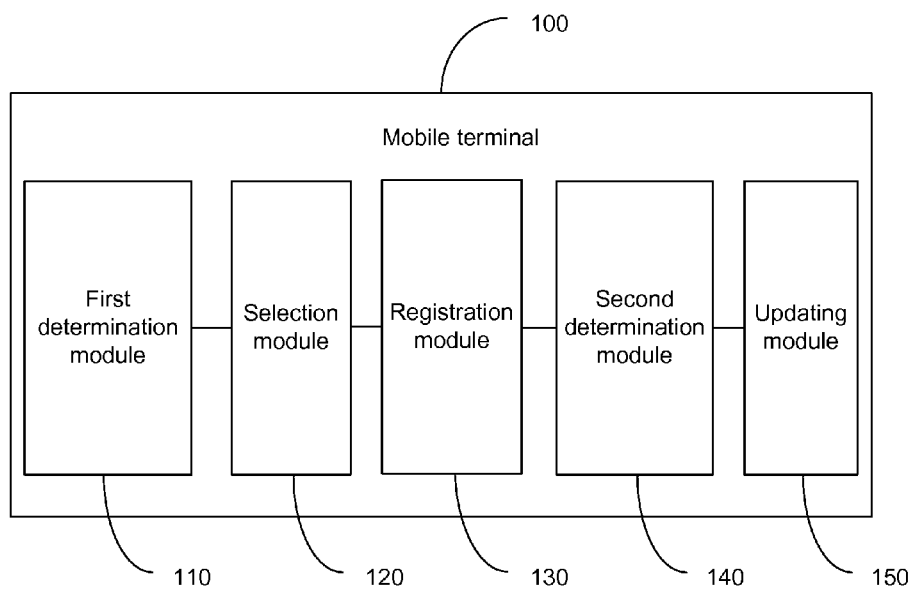 100
Mobile terminal
First
determination
module
Selection
module
Registration
module
Second
determination
module
Updating
module
110
120
130
140
150